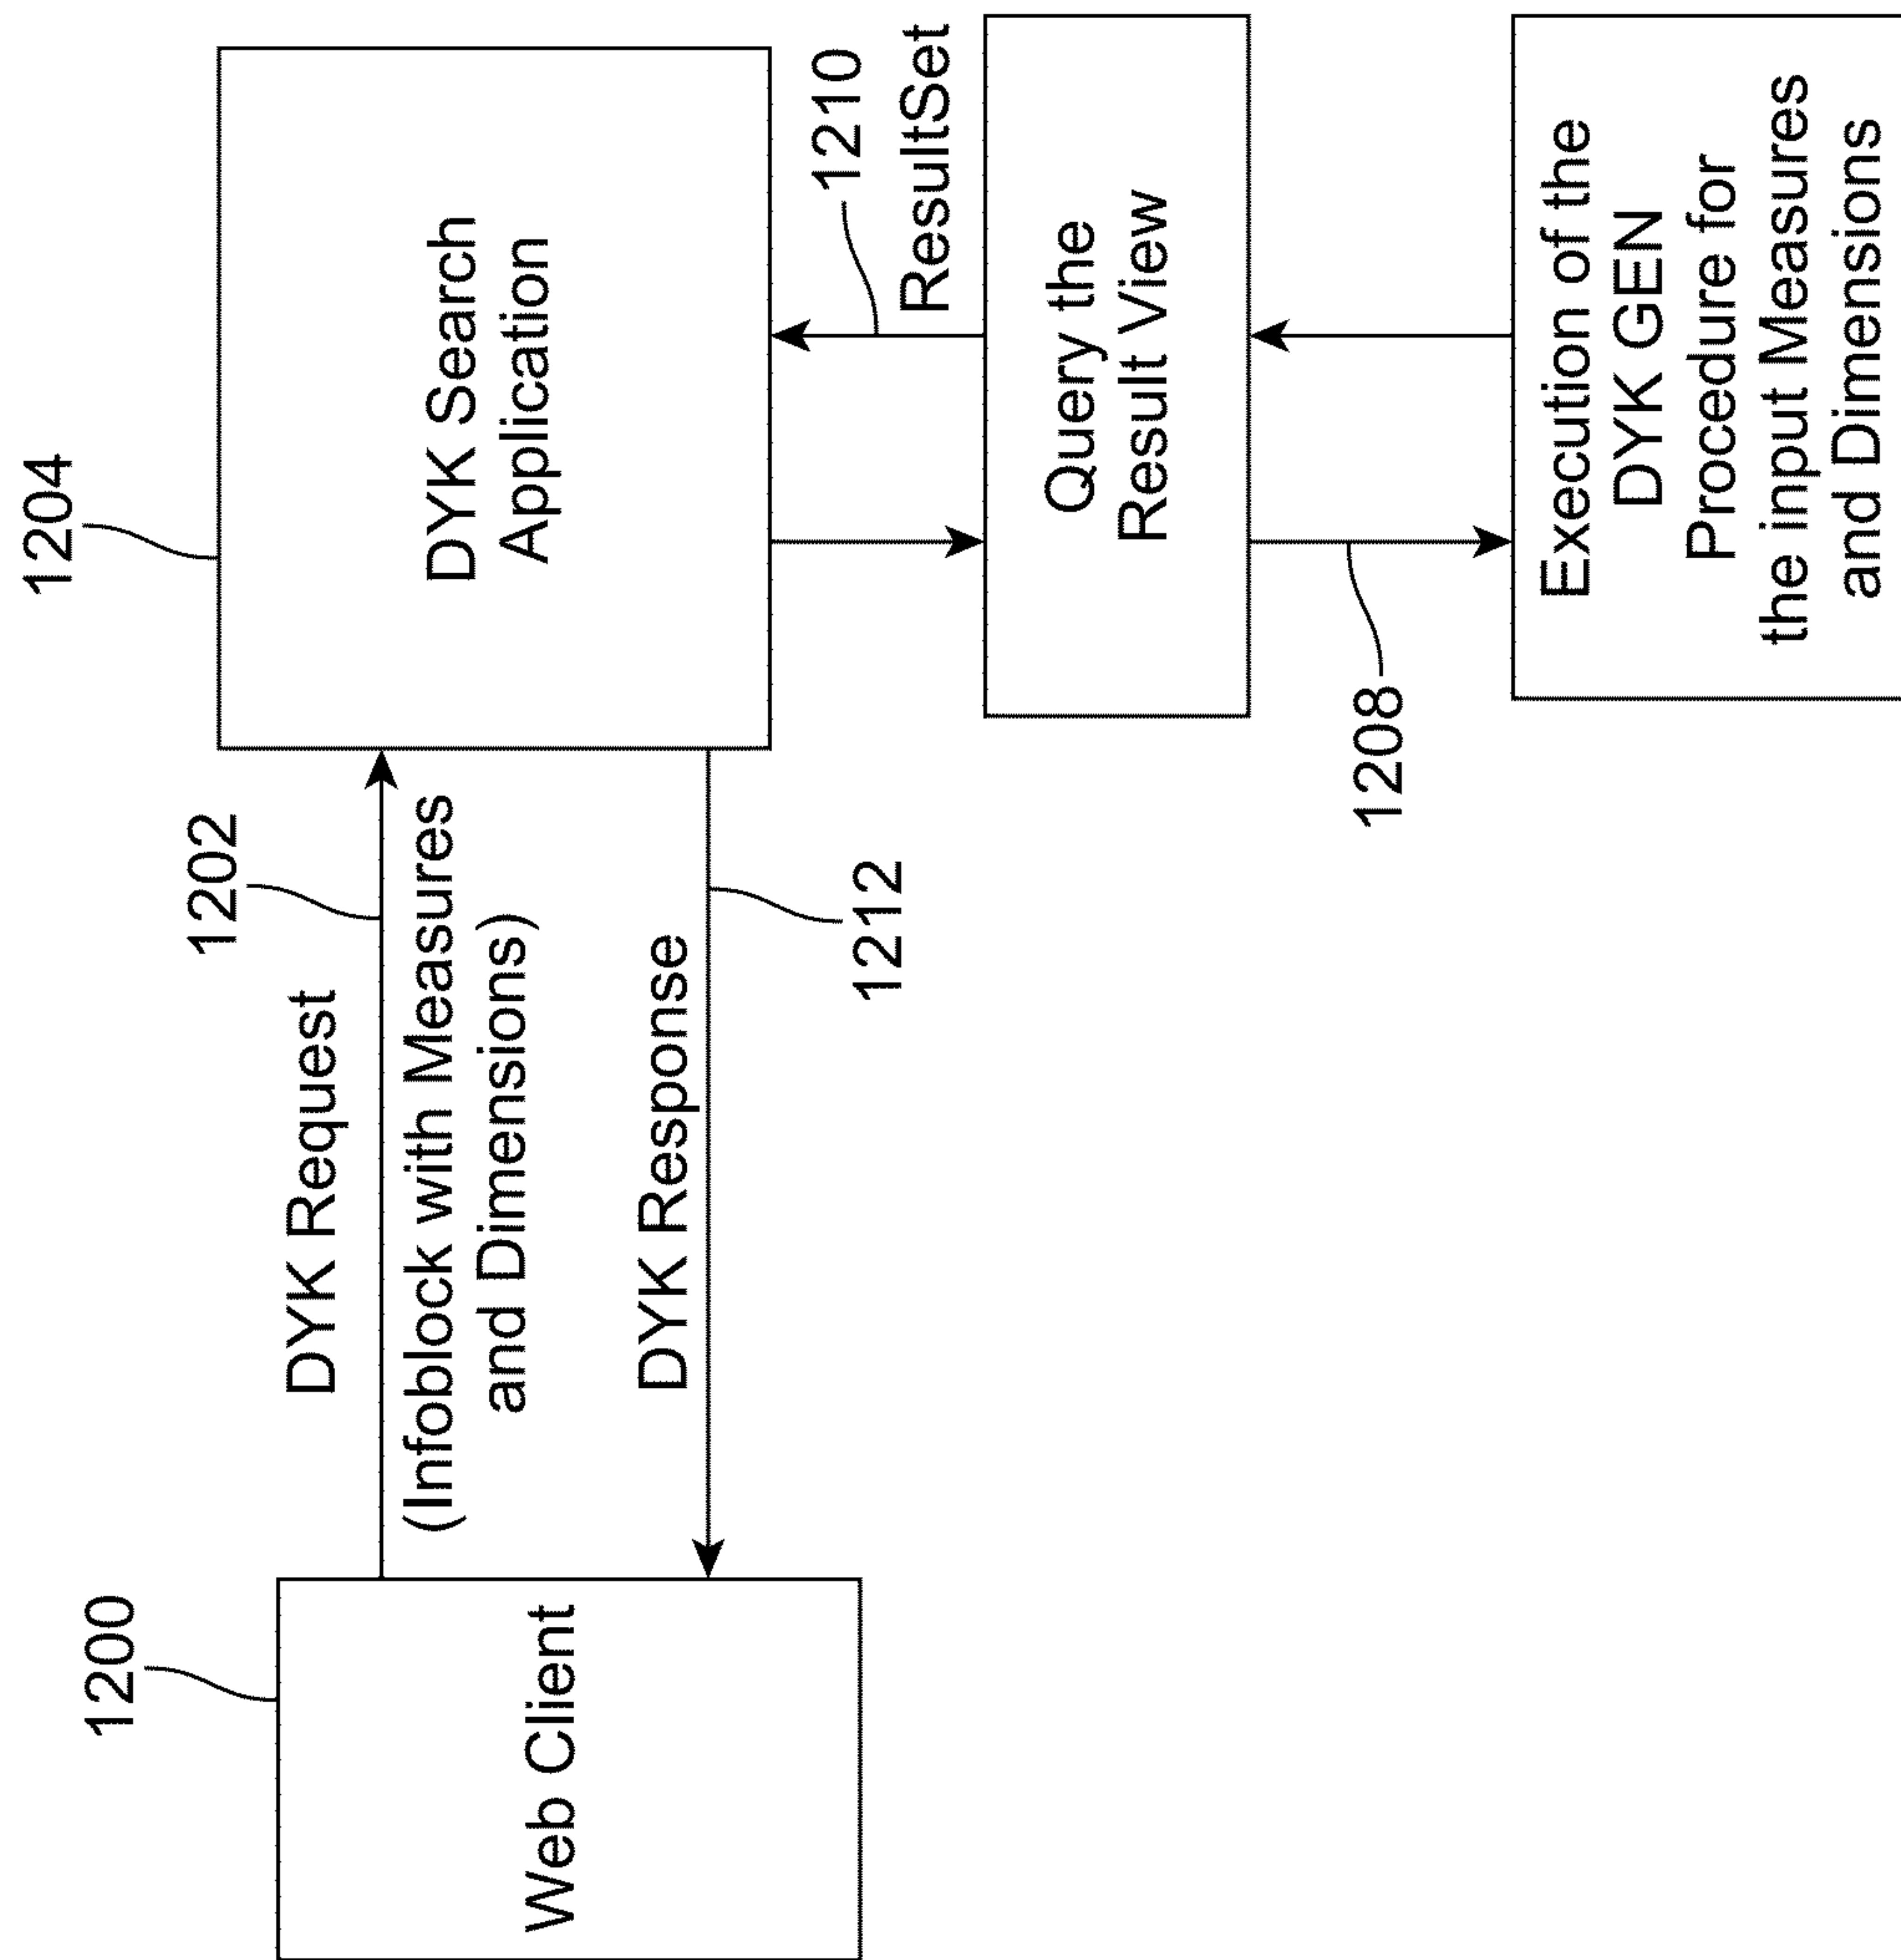 1200
Web Client
DYK Request
1202
(Infoblock with Measures
and Dimensions)
DYK Response
1212
1204
DYK Search
Application
1210
ResultSet
Query the
Result View
1208
Execution of the
DYK GEN
Procedure for
the input Measures
and Dimensions